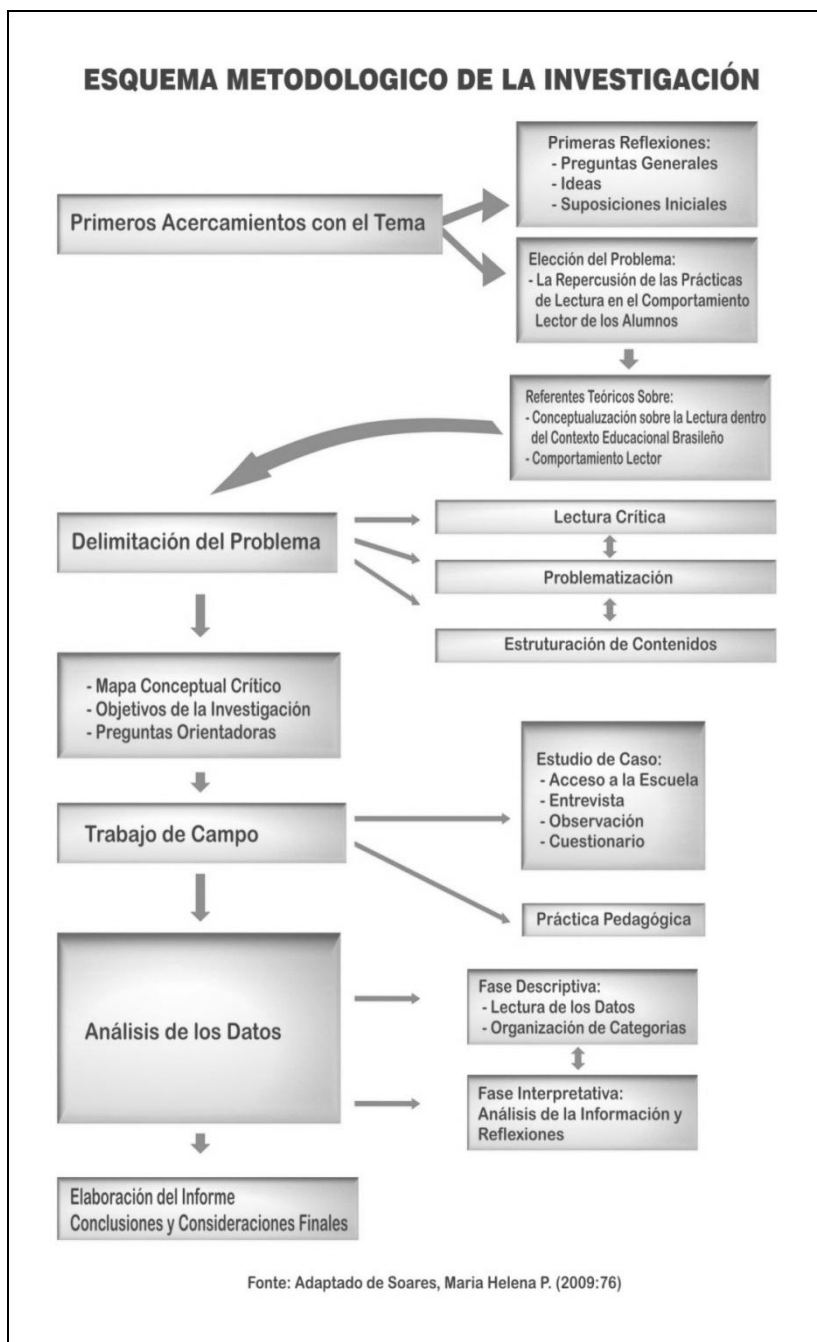 ESQUEMA METODOLOGICO DE LA INVESTIGACIÓN
Primeros Acercamientos con el Tema
Primeras Reflexiones:
- Preguntas Generales
- Ideas
- Suposiciones Iniciales
Elección del Problema:
- La Repercusión de las Prácticas
de Lectura en el Comportamiento
Lector de los Alumnos
Referentes Teóricos Sobre:
- Conceptualuzación sobre la Lectura dentro
del Contexto Educacional Brasileño
- Comportamiento Lector
Delimitación del Problema
Lectura Crítica
Problematización
Estruturación de Contenidos
- Mapa Conceptual Crítico
- Objetivos de la Investigación
- Preguntas Orientadoras
Trabajo de Campo
Estudio de Caso:
- Acceso a la Escuela
- Entrevista
- Observación
- Cuestionario
Práctica Pedagógica
Análisis de los Datos
Fase Descriptiva:
- Lectura de los Datos
- Organización de Categorias
Fase Interpretativa:
Análisis de la Información y
Reflexiones
Elaboración del Informe
Conclusiones y Consideraciones Finales
Fonte: Adaptado de Soares, Maria Helena P. (2009:76)